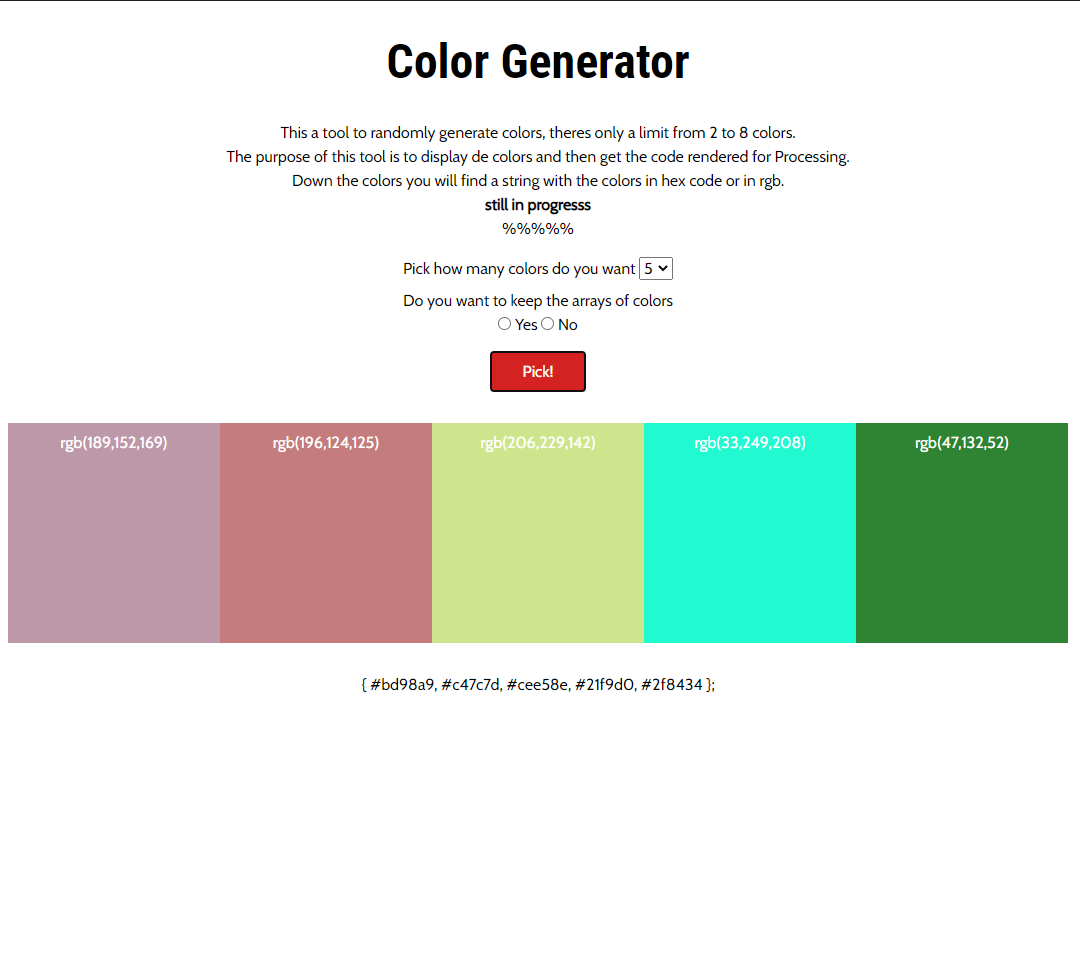 Color Generator
This a tool to randomly generate colors, theres only a limit from 2 to 8 colors.
The purpose of this tool is to display de colors and then get the code rendered for Processing.
Down the colors you will find a string with the colors in hex code or in rgb.
still in progresss
%%%%%
Pick how many colors do you want 5
Do you want to keep the arrays of colors
Yes No
Pick!
rgb(189,152,169) rgb(196,124,125) rgb(206,229,142) rgb(33,249,208) rgb(47,132,52)
{ #bd98a9, #c47c7d, #cee58e, #21f9d0, #2f8434 };